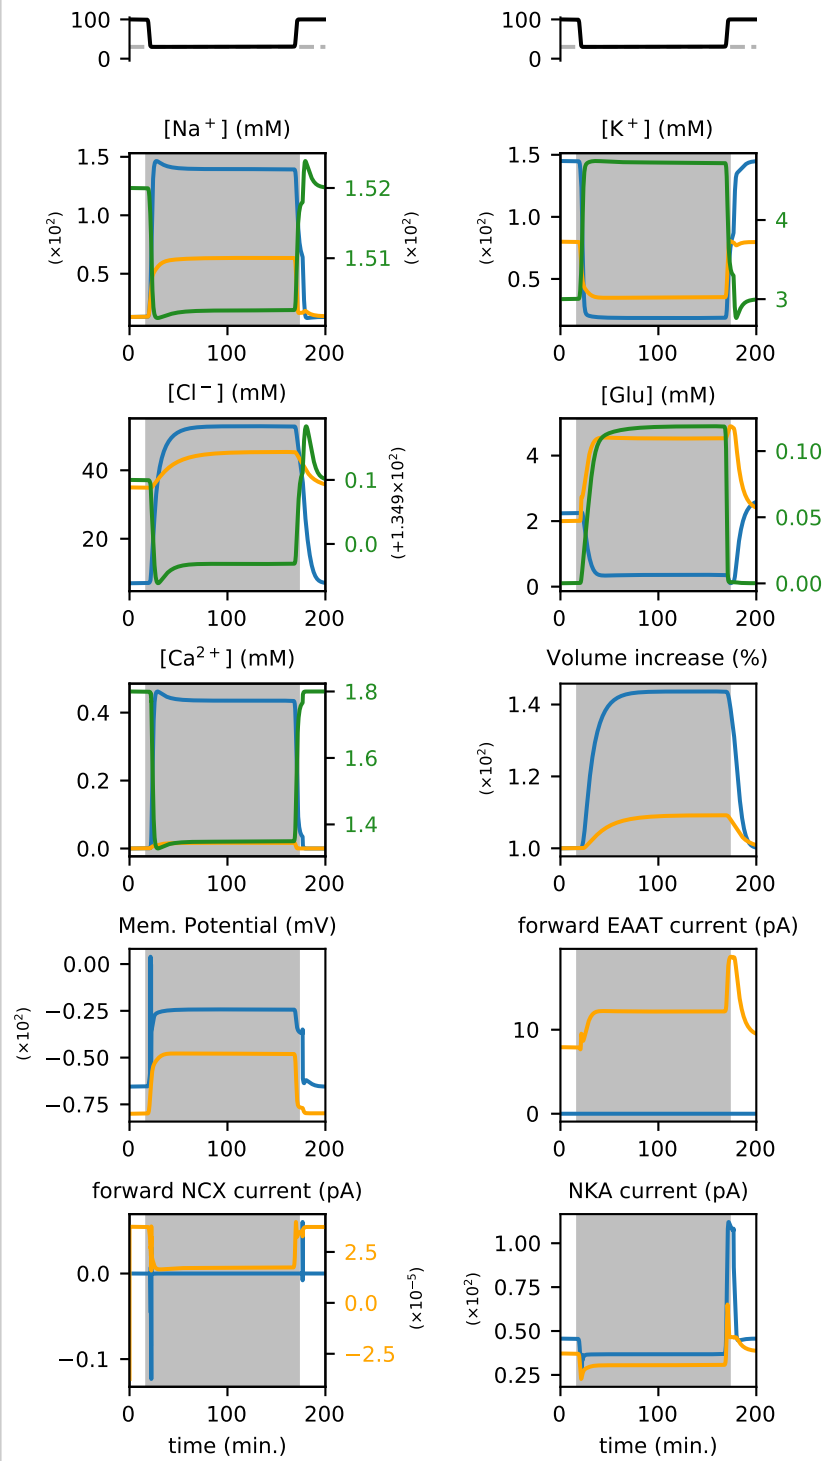 100
0
100
0
[Na⁺] (mM)
[K⁺] (mM)
(×10²)
1.5
1.0
0.5
1.52
1.51
(×10²)
0 100 200
(×10²)
1.5
1.0
0.5
4
3
0 100 200
[Cl⁻] (mM)
[Glu] (mM)
40
20
0.1
0.0
(+1.349×10²)
0 100 200
4
2
0
0.10
0.05
0.00
0 100 200
[Ca²⁺] (mM)
Volume increase (%)
0.4
0.2
0.0
1.8
1.6
1.4
0 100 200
(×10²)
1.4
1.2
1.0
0 100 200
Mem. Potential (mV)
forward EAAT current (pA)
(×10²)
0.00
−0.25
−0.50
−0.75
0 100 200
10
0
0 100 200
forward NCX current (pA)
NKA current (pA)
0.0
−0.1
2.5
0.0
−2.5
(×10⁻⁵)
0 100 200
time (min.)
(×10²)
1.00
0.75
0.50
0.25
0 100 200
time (min.)